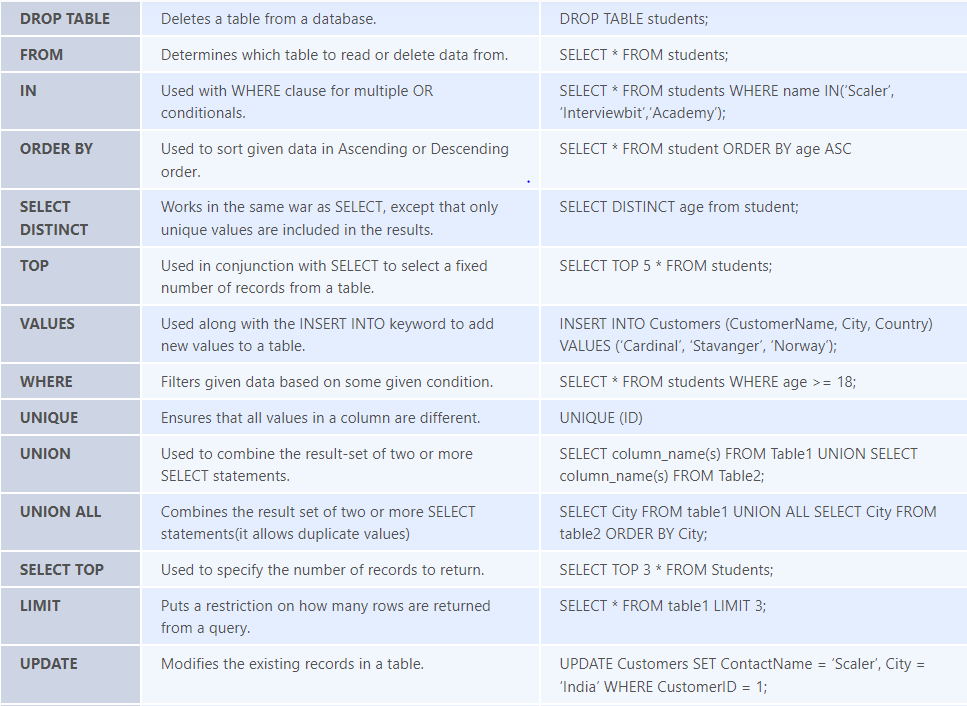 DROP TABLE
Deletes a table from a database.
DROP TABLE students;
FROM
Determines which table to read or delete data from.
SELECT * FROM students;
IN
Used with WHERE clause for multiple OR
conditionals.
SELECT * FROM students WHERE name IN(‘Scaler’,
‘Interviewbit’,‘Academy’);
ORDER BY
Used to sort given data in Ascending or Descending
order.
SELECT * FROM student ORDER BY age ASC
SELECT
DISTINCT
Works in the same war as SELECT, except that only
unique values are included in the results.
SELECT DISTINCT age from student;
TOP
Used in conjunction with SELECT to select a fixed
number of records from a table.
SELECT TOP 5 * FROM students;
VALUES
Used along with the INSERT INTO keyword to add
new values to a table.
INSERT INTO Customers (CustomerName, City, Country)
VALUES (‘Cardinal’, ‘Stavanger’, ‘Norway’);
WHERE
Filters given data based on some given condition.
SELECT * FROM students WHERE age >= 18;
UNIQUE
Ensures that all values in a column are different.
UNIQUE (ID)
UNION
Used to combine the result-set of two or more
SELECT statements.
SELECT column_name(s) FROM Table1 UNION SELECT
column_name(s) FROM Table2;
UNION ALL
Combines the result set of two or more SELECT
statements(it allows duplicate values)
SELECT City FROM table1 UNION ALL SELECT City FROM
table2 ORDER BY City;
SELECT TOP
Used to specify the number of records to return.
SELECT TOP 3 * FROM Students;
LIMIT
Puts a restriction on how many rows are returned
from a query.
SELECT * FROM table1 LIMIT 3;
UPDATE
Modifies the existing records in a table.
UPDATE Customers SET ContactName = ‘Scaler’, City =
‘India’ WHERE CustomerID = 1;